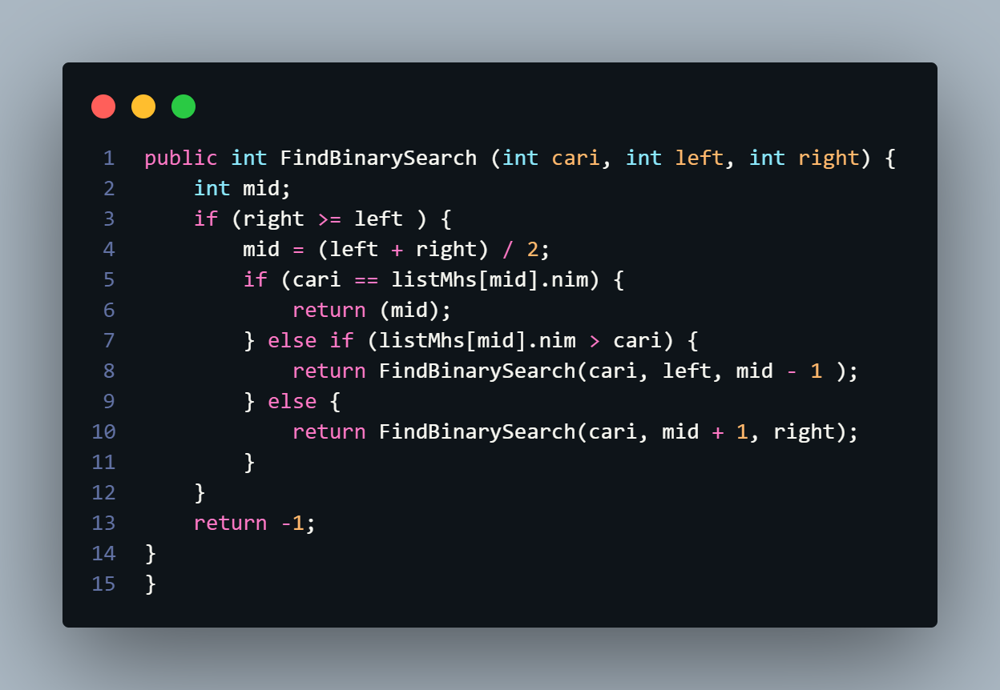 1 public int FindBinarySearch (int cari, int left, int right) {
2     int mid;
3     if (right >= left ) {
4         mid = (left + right) / 2;
5         if (cari == listMhs[mid].nim) {
6             return (mid);
7         } else if (listMhs[mid].nim > cari) {
8             return FindBinarySearch(cari, left, mid - 1 );
9         } else {
10             return FindBinarySearch(cari, mid + 1, right);
11         }
12     }
13     return -1;
14 }
15 }